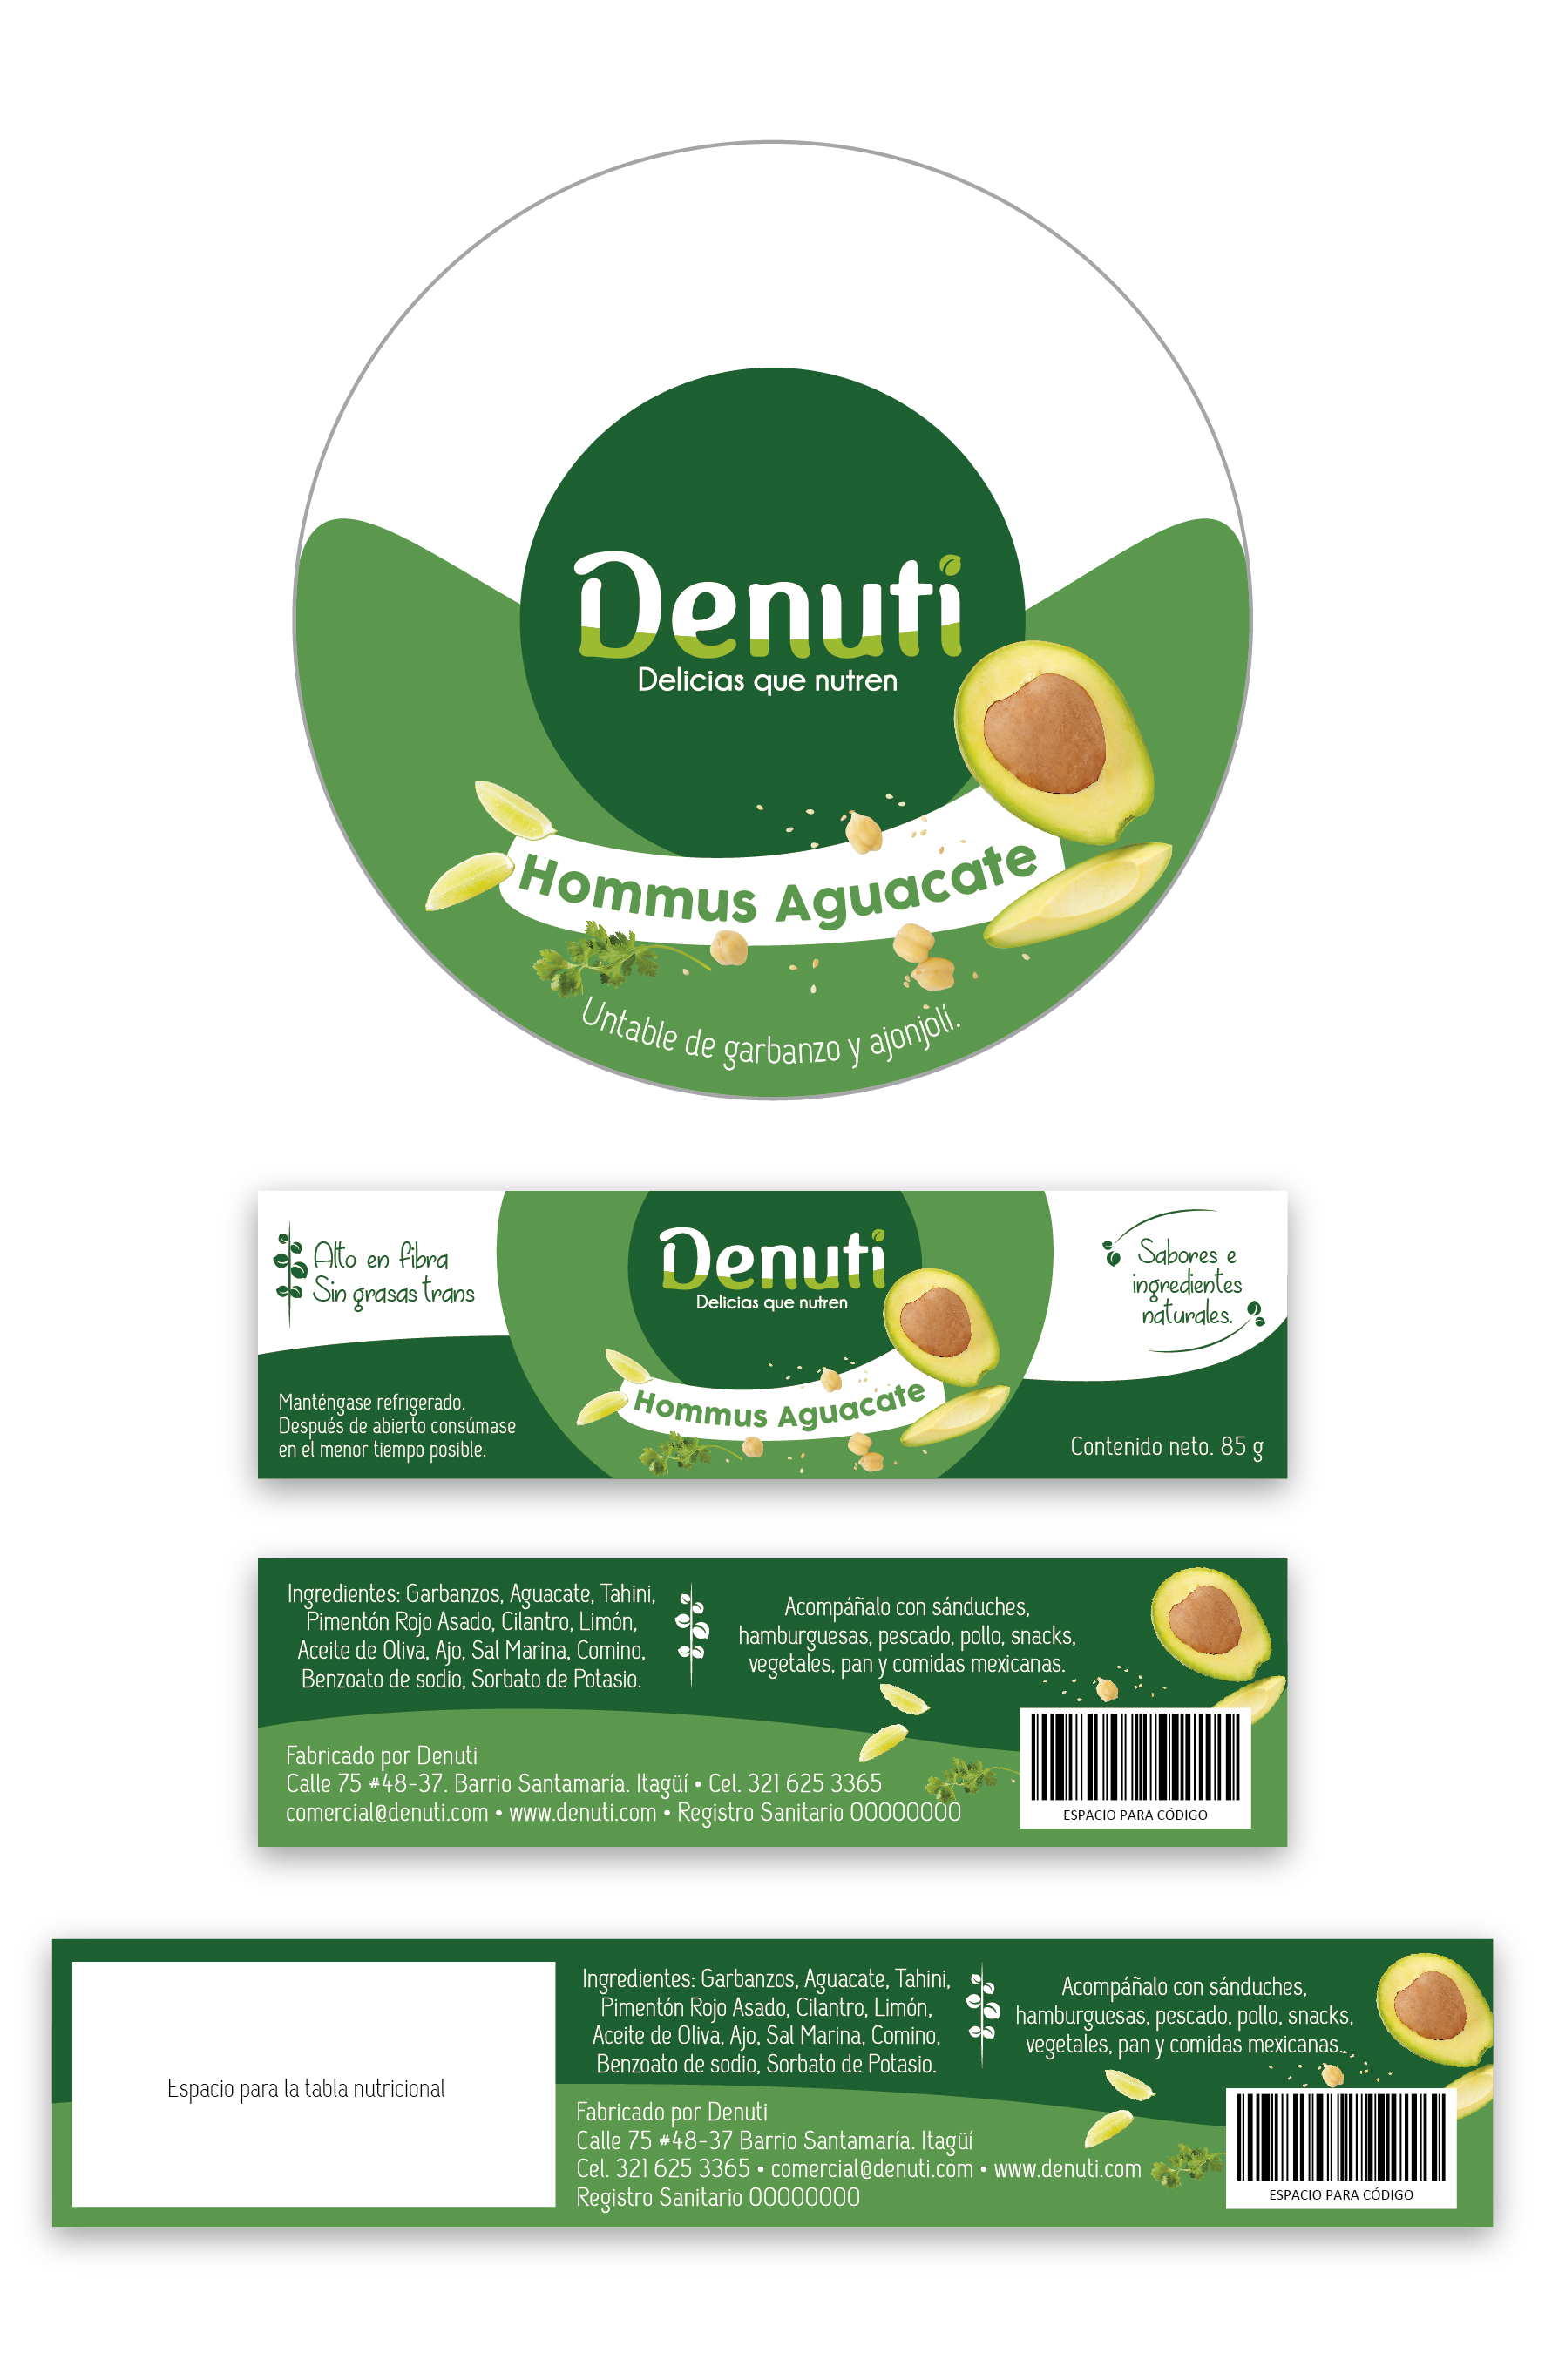 Denuti
Delicias que nutren
Hommus Aguacate
Untable de garbanzo y ajonjolí.
Alto en fibra
Sin grasas trans
Manténgase refrigerado.
Después de abierto consúmase
en el menor tiempo posible.
Denuti
Delicias que nutren
Hommus Aguacate
Sabores e
ingredientes
naturales.
Contenido neto. 85 g
Ingredientes: Garbanzos, Aguacate, Tahini,
Pimentón Rojo Asado, Cilantro, Limón,
Aceite de Oliva, Ajo, Sal Marina, Comino,
Benzoato de sodio, Sorbato de Potasio.
Acompáñalo con sánduches,
hamburguesas, pescado, pollo, snacks,
vegetales, pan y comidas mexicanas.
Fabricado por Denuti
Calle 75 #48-37. Barrio Santamaría. Itagüí • Cel. 321 625 3365
comercial@denuti.com • www.denuti.com • Registro Sanitario 00000000
ESPACIO PARA CÓDIGO
Espacio para la tabla nutricional
Ingredientes: Garbanzos, Aguacate, Tahini,
Pimentón Rojo Asado, Cilantro, Limón,
Aceite de Oliva, Ajo, Sal Marina, Comino,
Benzoato de sodio, Sorbato de Potasio.
Acompáñalo con sánduches,
hamburguesas, pescado, pollo, snacks,
vegetales, pan y comidas mexicanas.
Fabricado por Denuti
Calle 75 #48-37 Barrio Santamaría. Itagüí
Cel. 321 625 3365 • comercial@denuti.com • www.denuti.com
Registro Sanitario 00000000
ESPACIO PARA CÓDIGO